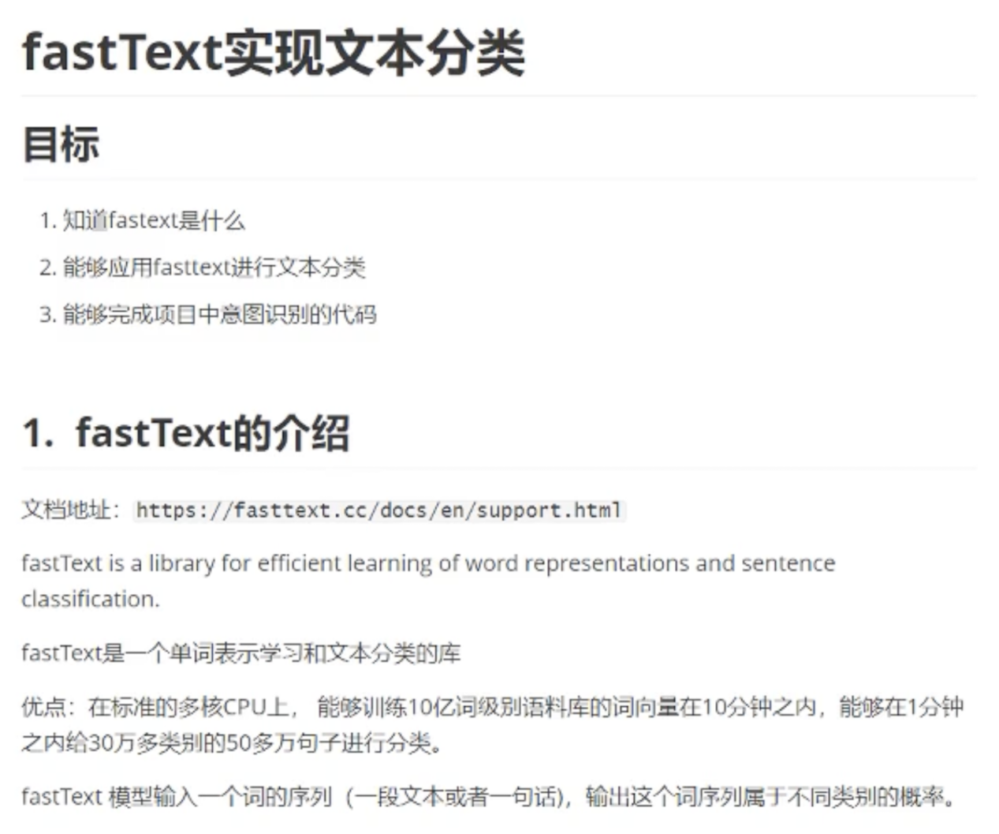 fastText实现文本分类
目标
1. 知道fastext是什么
2. 能够应用fasttext进行文本分类
3. 能够完成项目中意图识别的代码
1. fastText的介绍
文档地址：https://fasttext.cc/docs/en/support.html
fastText is a library for efficient learning of word representations and sentence
classification.
fastText是一个单词表示学习和文本分类的库
优点：在标准的多核CPU上， 能够训练10亿词级别语料库的词向量在10分钟之内，能够在1分钟
之内给30万多类别的50多万句子进行分类。
fastText 模型输入一个词的序列（一段文本或者一句话)，输出这个词序列属于不同类别的概率。